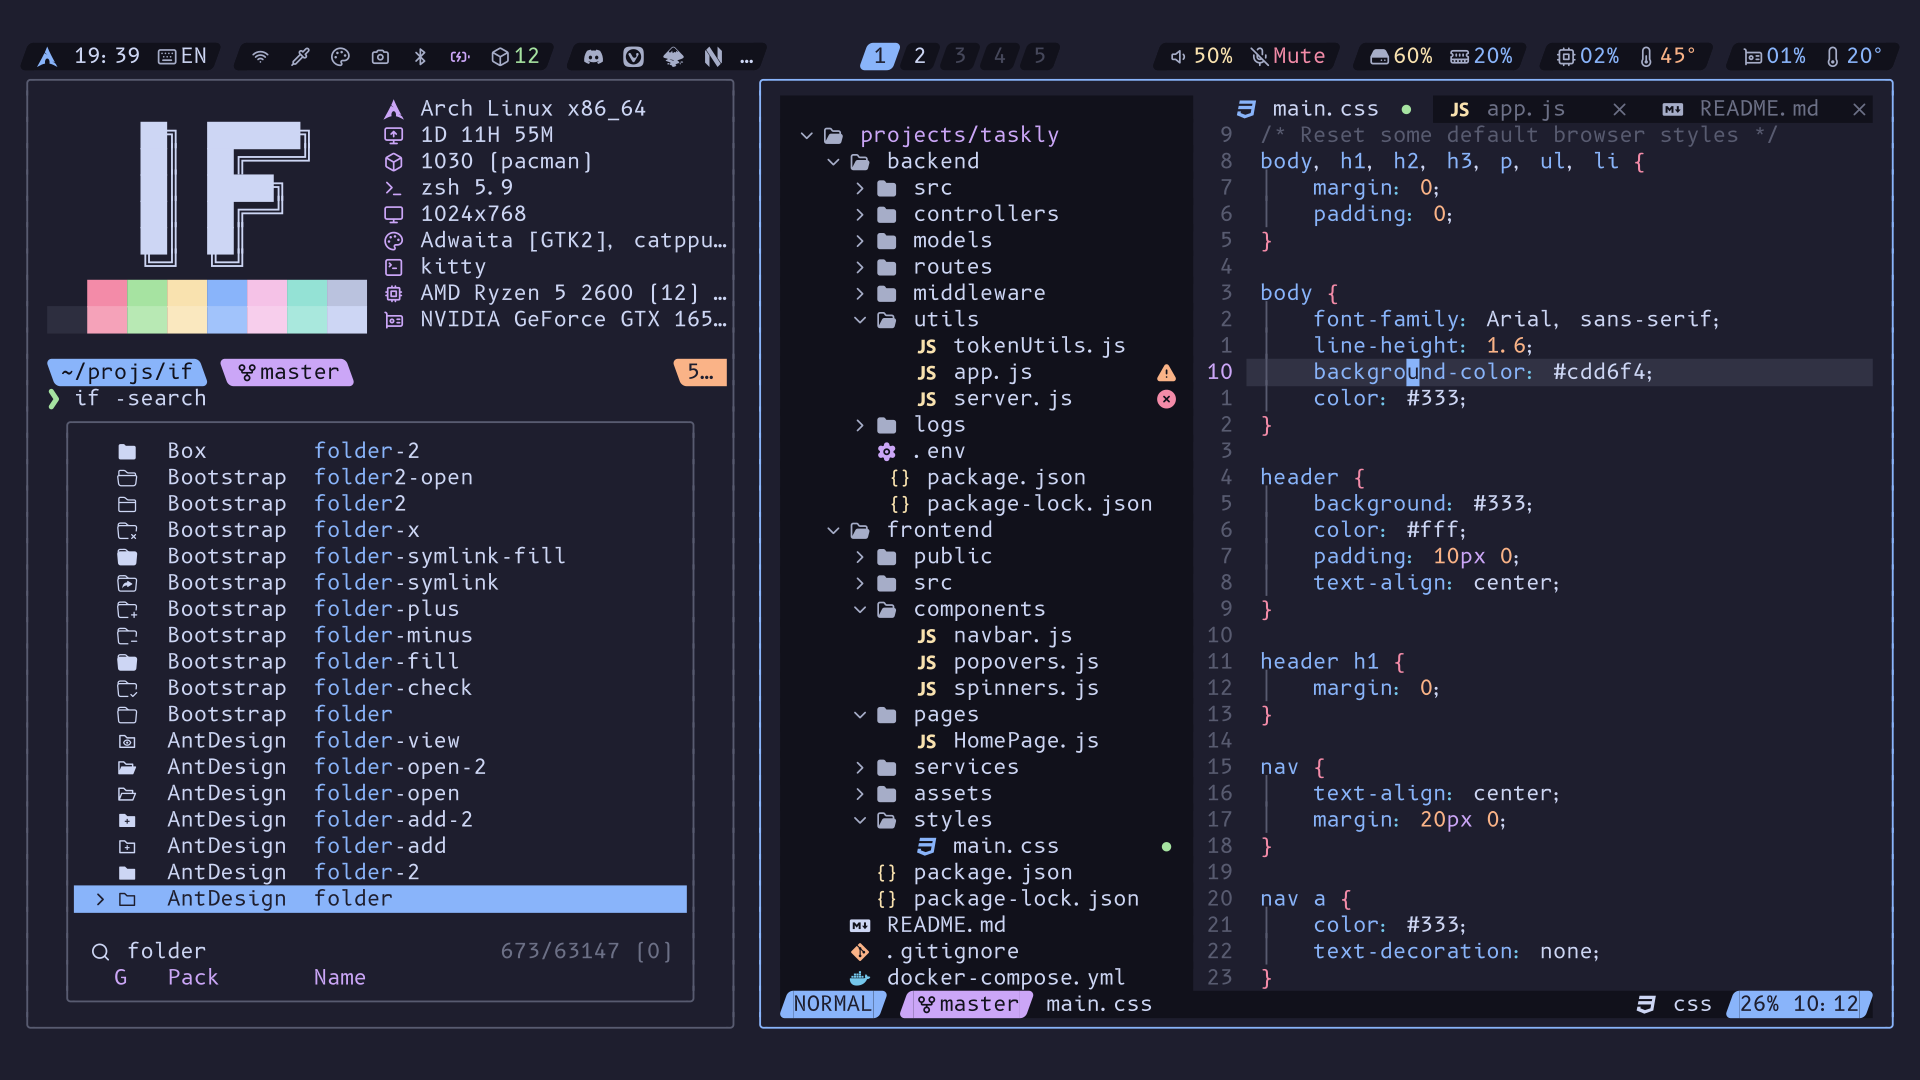 19:39 EN 12 … 1 2 3 4 5 50% Mute 60% 20% 02% 45° 01% 20°
IF
Arch Linux x86_64
1D 11H 55M
1030 [pacman]
zsh 5.9
1024x768
Adwaita [GTK2], catppu…
kitty
AMD Ryzen 5 2600 [12] …
NVIDIA GeForce GTX 165…
~/projs/if master 5…
❯ if -search
Box folder-2
Bootstrap folder2-open
Bootstrap folder2
Bootstrap folder-x
Bootstrap folder-symlink-fill
Bootstrap folder-symlink
Bootstrap folder-plus
Bootstrap folder-minus
Bootstrap folder-fill
Bootstrap folder-check
Bootstrap folder
AntDesign folder-view
AntDesign folder-open-2
AntDesign folder-open
AntDesign folder-add-2
AntDesign folder-add
AntDesign folder-2
> AntDesign folder
folder 673/63147 [0]
G Pack Name
projects/taskly
backend
src
controllers
models
routes
middleware
utils
JS tokenUtils.js
JS app.js
JS server.js
logs
.env
{} package.json
{} package-lock.json
frontend
public
src
components
JS navbar.js
JS popovers.js
JS spinners.js
pages
JS HomePage.js
services
assets
styles
main.css
{} package.json
{} package-lock.json
README.md
.gitignore
docker-compose.yml
main.css JS app.js README.md
9 /* Reset some default browser styles */
8 body, h1, h2, h3, p, ul, li {
7 margin: 0;
6 padding: 0;
5 }
4
3 body {
2 font-family: Arial, sans-serif;
1 line-height: 1.6;
10 background-color: #cdd6f4;
1 color: #333;
2 }
3
4 header {
5 background: #333;
6 color: #fff;
7 padding: 10px 0;
8 text-align: center;
9 }
10
11 header h1 {
12 margin: 0;
13 }
14
15 nav {
16 text-align: center;
17 margin: 20px 0;
18 }
19
20 nav a {
21 color: #333;
22 text-decoration: none;
23 }
NORMAL master main.css css 26% 10:12